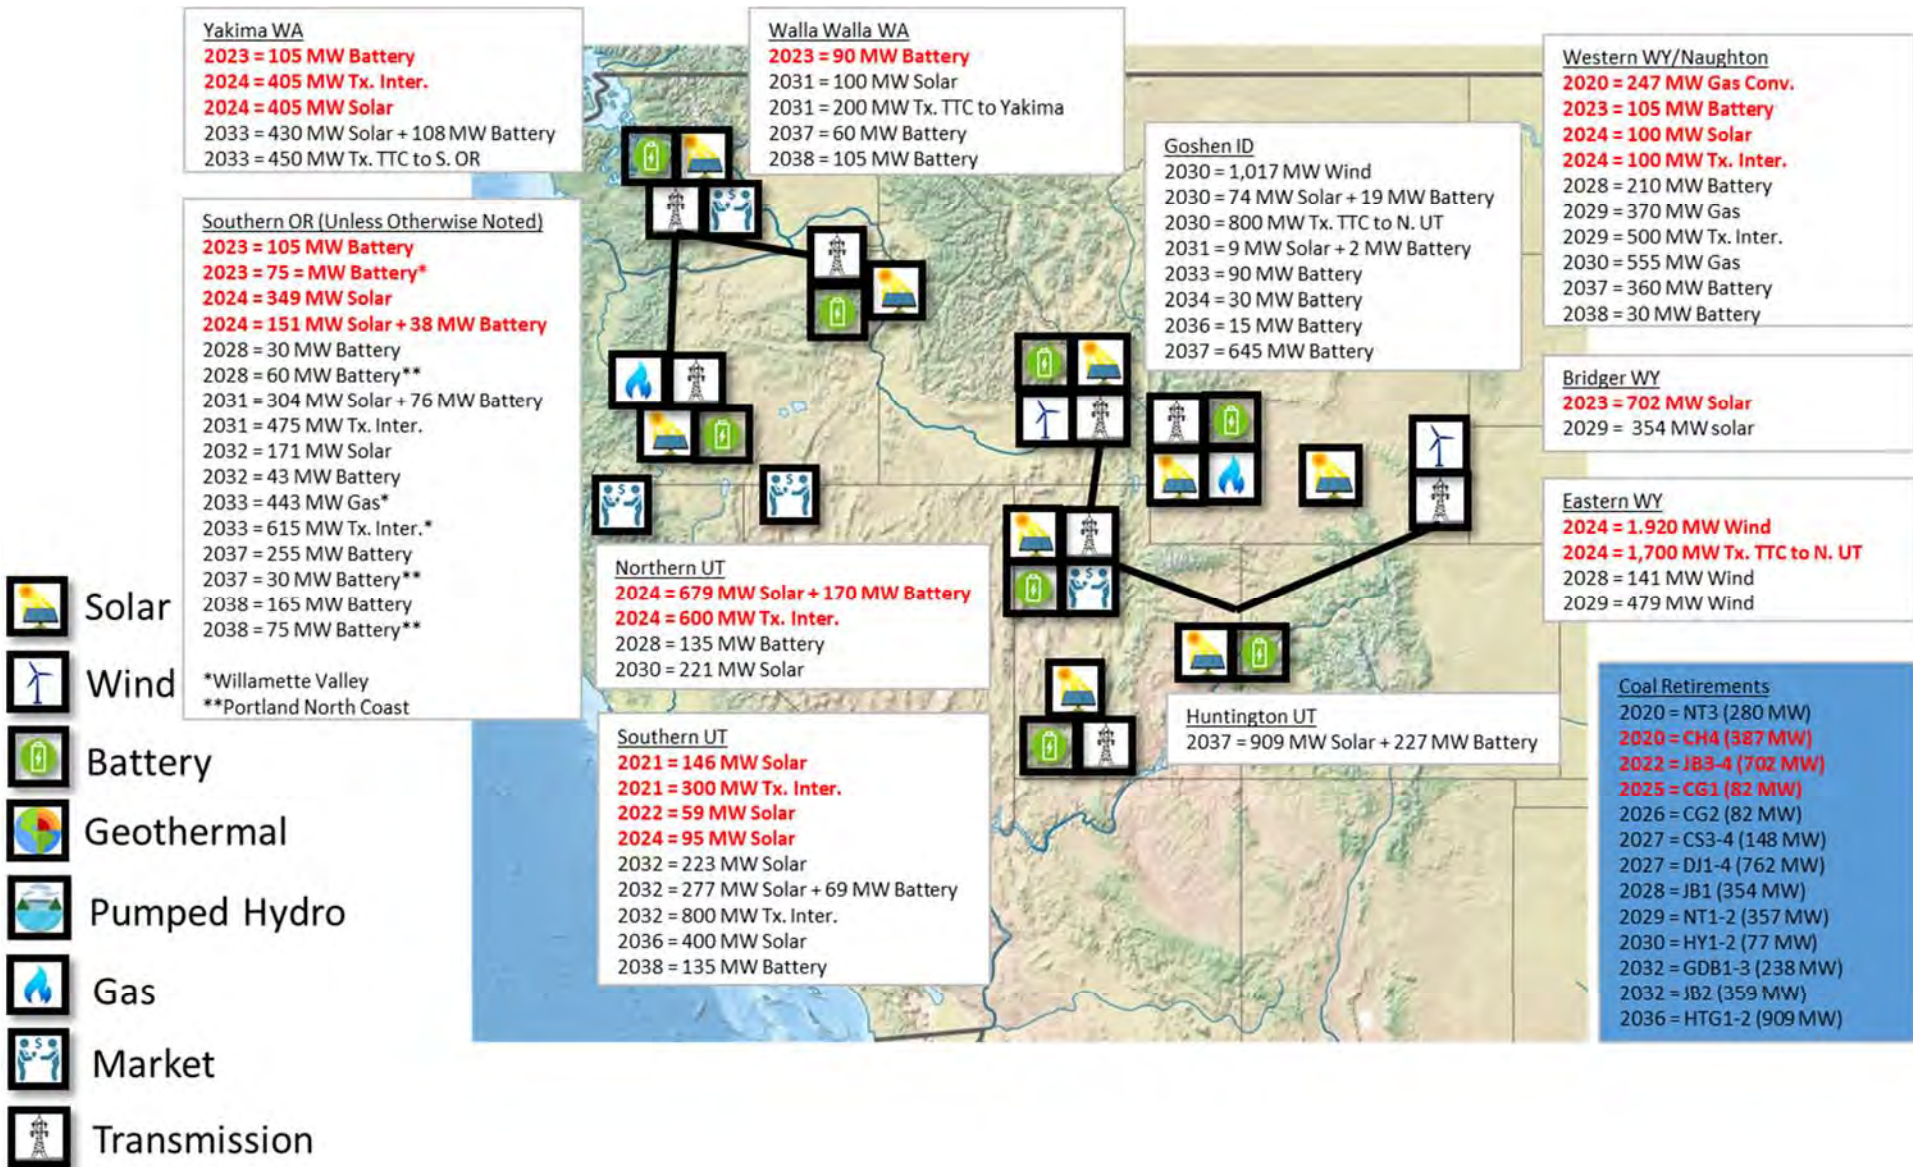 Yakima WA
2023 = 105 MW Battery
2024 = 405 MW Tx. Inter.
2024 = 405 MW Solar
2033 = 430 MW Solar + 108 MW Battery
2033 = 450 MW Tx. TTC to S. OR
Walla Walla WA
2023 = 90 MW Battery
2031 = 100 MW Solar
2031 = 200 MW Tx. TTC to Yakima
2037 = 60 MW Battery
2038 = 105 MW Battery
Western WY/Naughton
2020 = 247 MW Gas Conv.
2023 = 105 MW Battery
2024 = 100 MW Solar
2024 = 100 MW Tx. Inter.
2028 = 210 MW Battery
2029 = 370 MW Gas
2029 = 500 MW Tx. Inter.
2030 = 555 MW Gas
2037 = 360 MW Battery
2038 = 30 MW Battery
Goshen ID
2030 = 1,017 MW Wind
2030 = 74 MW Solar + 19 MW Battery
2030 = 800 MW Tx. TTC to N. UT
2031 = 9 MW Solar + 2 MW Battery
2033 = 90 MW Battery
2034 = 30 MW Battery
2036 = 15 MW Battery
2037 = 645 MW Battery
Southern OR (Unless Otherwise Noted)
2023 = 105 MW Battery
2023 = 75 = MW Battery*
2024 = 349 MW Solar
2024 = 151 MW Solar + 38 MW Battery
2028 = 30 MW Battery
2028 = 60 MW Battery**
2031 = 304 MW Solar + 76 MW Battery
2031 = 475 MW Tx. Inter.
2032 = 171 MW Solar
2032 = 43 MW Battery
2033 = 443 MW Gas*
2033 = 615 MW Tx. Inter.*
2037 = 255 MW Battery
2037 = 30 MW Battery**
2038 = 165 MW Battery
2038 = 75 MW Battery**
*Willamette Valley
**Portland North Coast
Bridger WY
2023 = 702 MW Solar
2029 = 354 MW solar
Eastern WY
2024 = 1.920 MW Wind
2024 = 1,700 MW Tx. TTC to N. UT
2028 = 141 MW Wind
2029 = 479 MW Wind
Northern UT
2024 = 679 MW Solar + 170 MW Battery
2024 = 600 MW Tx. Inter.
2028 = 135 MW Battery
2030 = 221 MW Solar
Southern UT
2021 = 146 MW Solar
2021 = 300 MW Tx. Inter.
2022 = 59 MW Solar
2024 = 95 MW Solar
2032 = 223 MW Solar
2032 = 277 MW Solar + 69 MW Battery
2032 = 800 MW Tx. Inter.
2036 = 400 MW Solar
2038 = 135 MW Battery
Huntington UT
2037 = 909 MW Solar + 227 MW Battery
Coal Retirements
2020 = NT3 (280 MW)
2020 = CH4 (387 MW)
2022 = JB3-4 (702 MW)
2025 = CG1 (82 MW)
2026 = CG2 (82 MW)
2027 = CS3-4 (148 MW)
2027 = DJ1-4 (762 MW)
2028 = JB1 (354 MW)
2029 = NT1-2 (357 MW)
2030 = HY1-2 (77 MW)
2032 = GDB1-3 (238 MW)
2032 = JB2 (359 MW)
2036 = HTG1-2 (909 MW)
Solar
Wind
Battery
Geothermal
Pumped Hydro
Gas
Market
Transmission